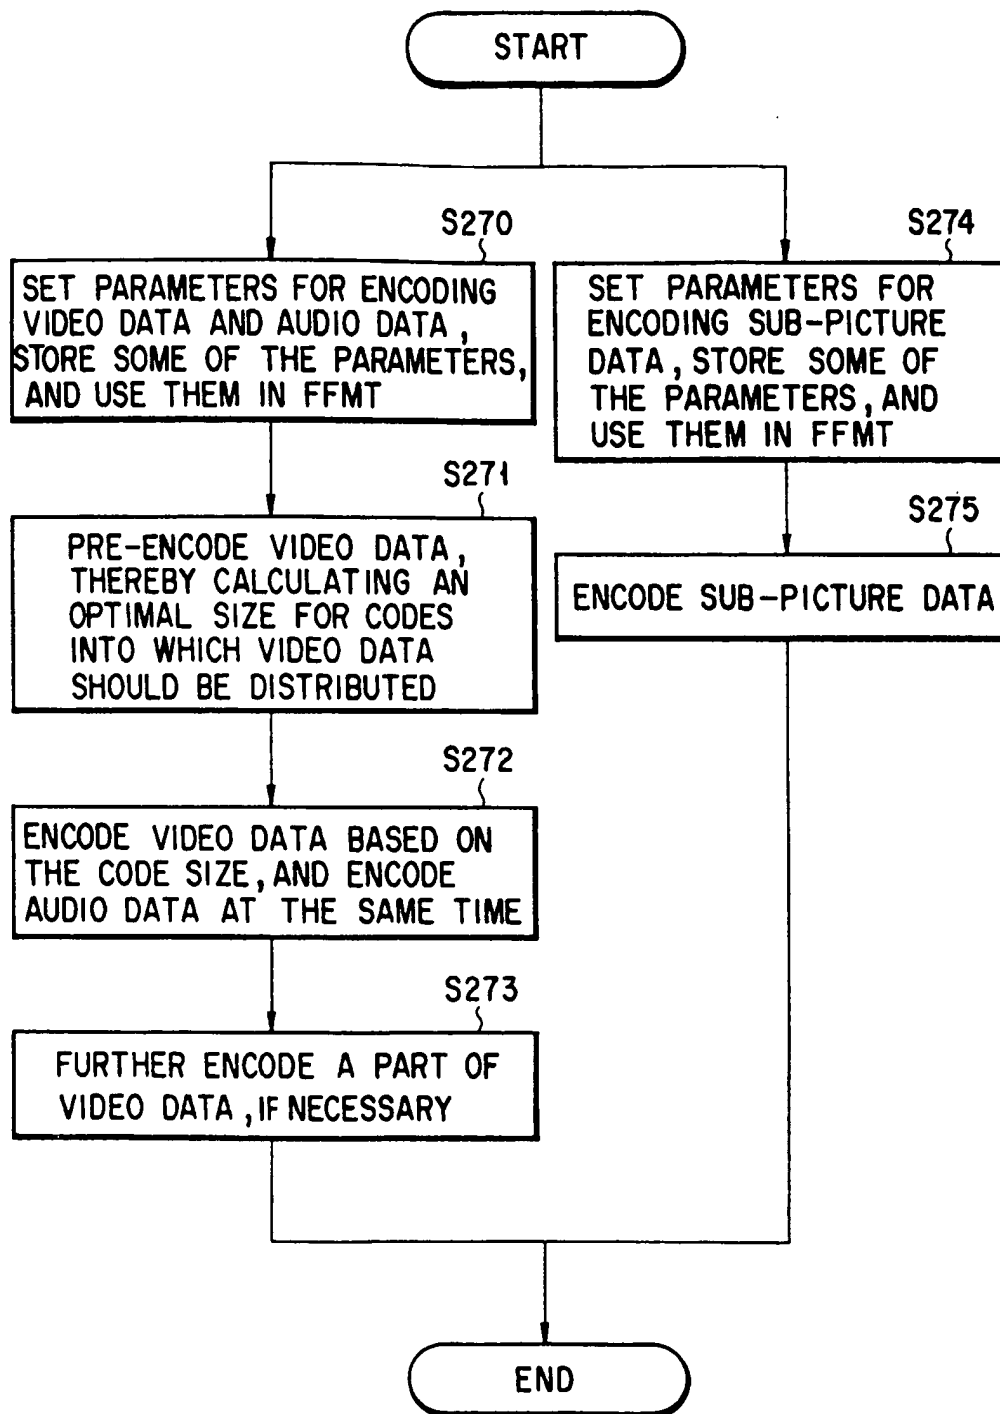 START
S270
SET PARAMETERS FOR ENCODING
VIDEO DATA AND AUDIO DATA,
STORE SOME OF THE PARAMETERS,
AND USE THEM IN FFMT
S271
PRE-ENCODE VIDEO DATA,
THEREBY CALCULATING AN
OPTIMAL SIZE FOR CODES
INTO WHICH VIDEO DATA
SHOULD BE DISTRIBUTED
S272
ENCODE VIDEO DATA BASED ON
THE CODE SIZE, AND ENCODE
AUDIO DATA AT THE SAME TIME
S273
FURTHER ENCODE A PART OF
VIDEO DATA, IF NECESSARY
S274
SET PARAMETERS FOR
ENCODING SUB-PICTURE
DATA, STORE SOME OF
THE PARAMETERS, AND
USE THEM IN FFMT
S275
ENCODE SUB-PICTURE DATA
END